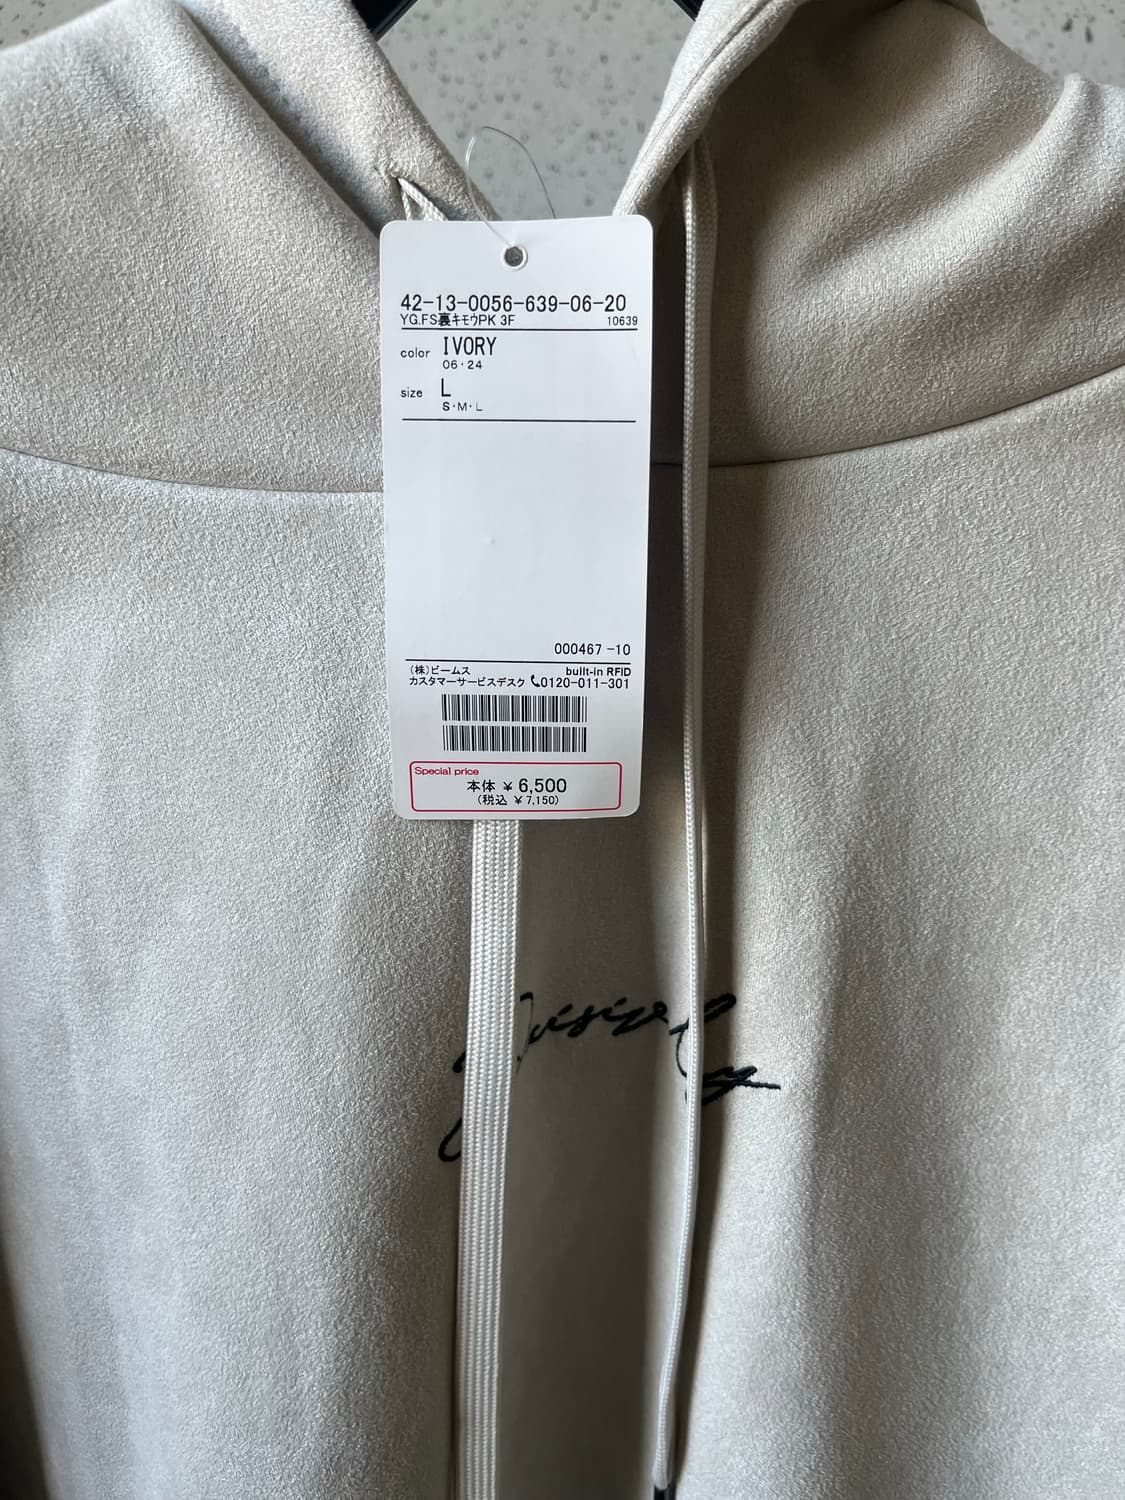 42-13-0056-639-06-20
YG.FS裏キモウPK 3F 10639
color IVORY
06・24
size L
S・M・L
000467 -10
(株)ビームス built-in RFID
カスタマーサービスデスク 0120-011-301
Special price
本体 ¥ 6,500
(税込 ¥ 7,150)